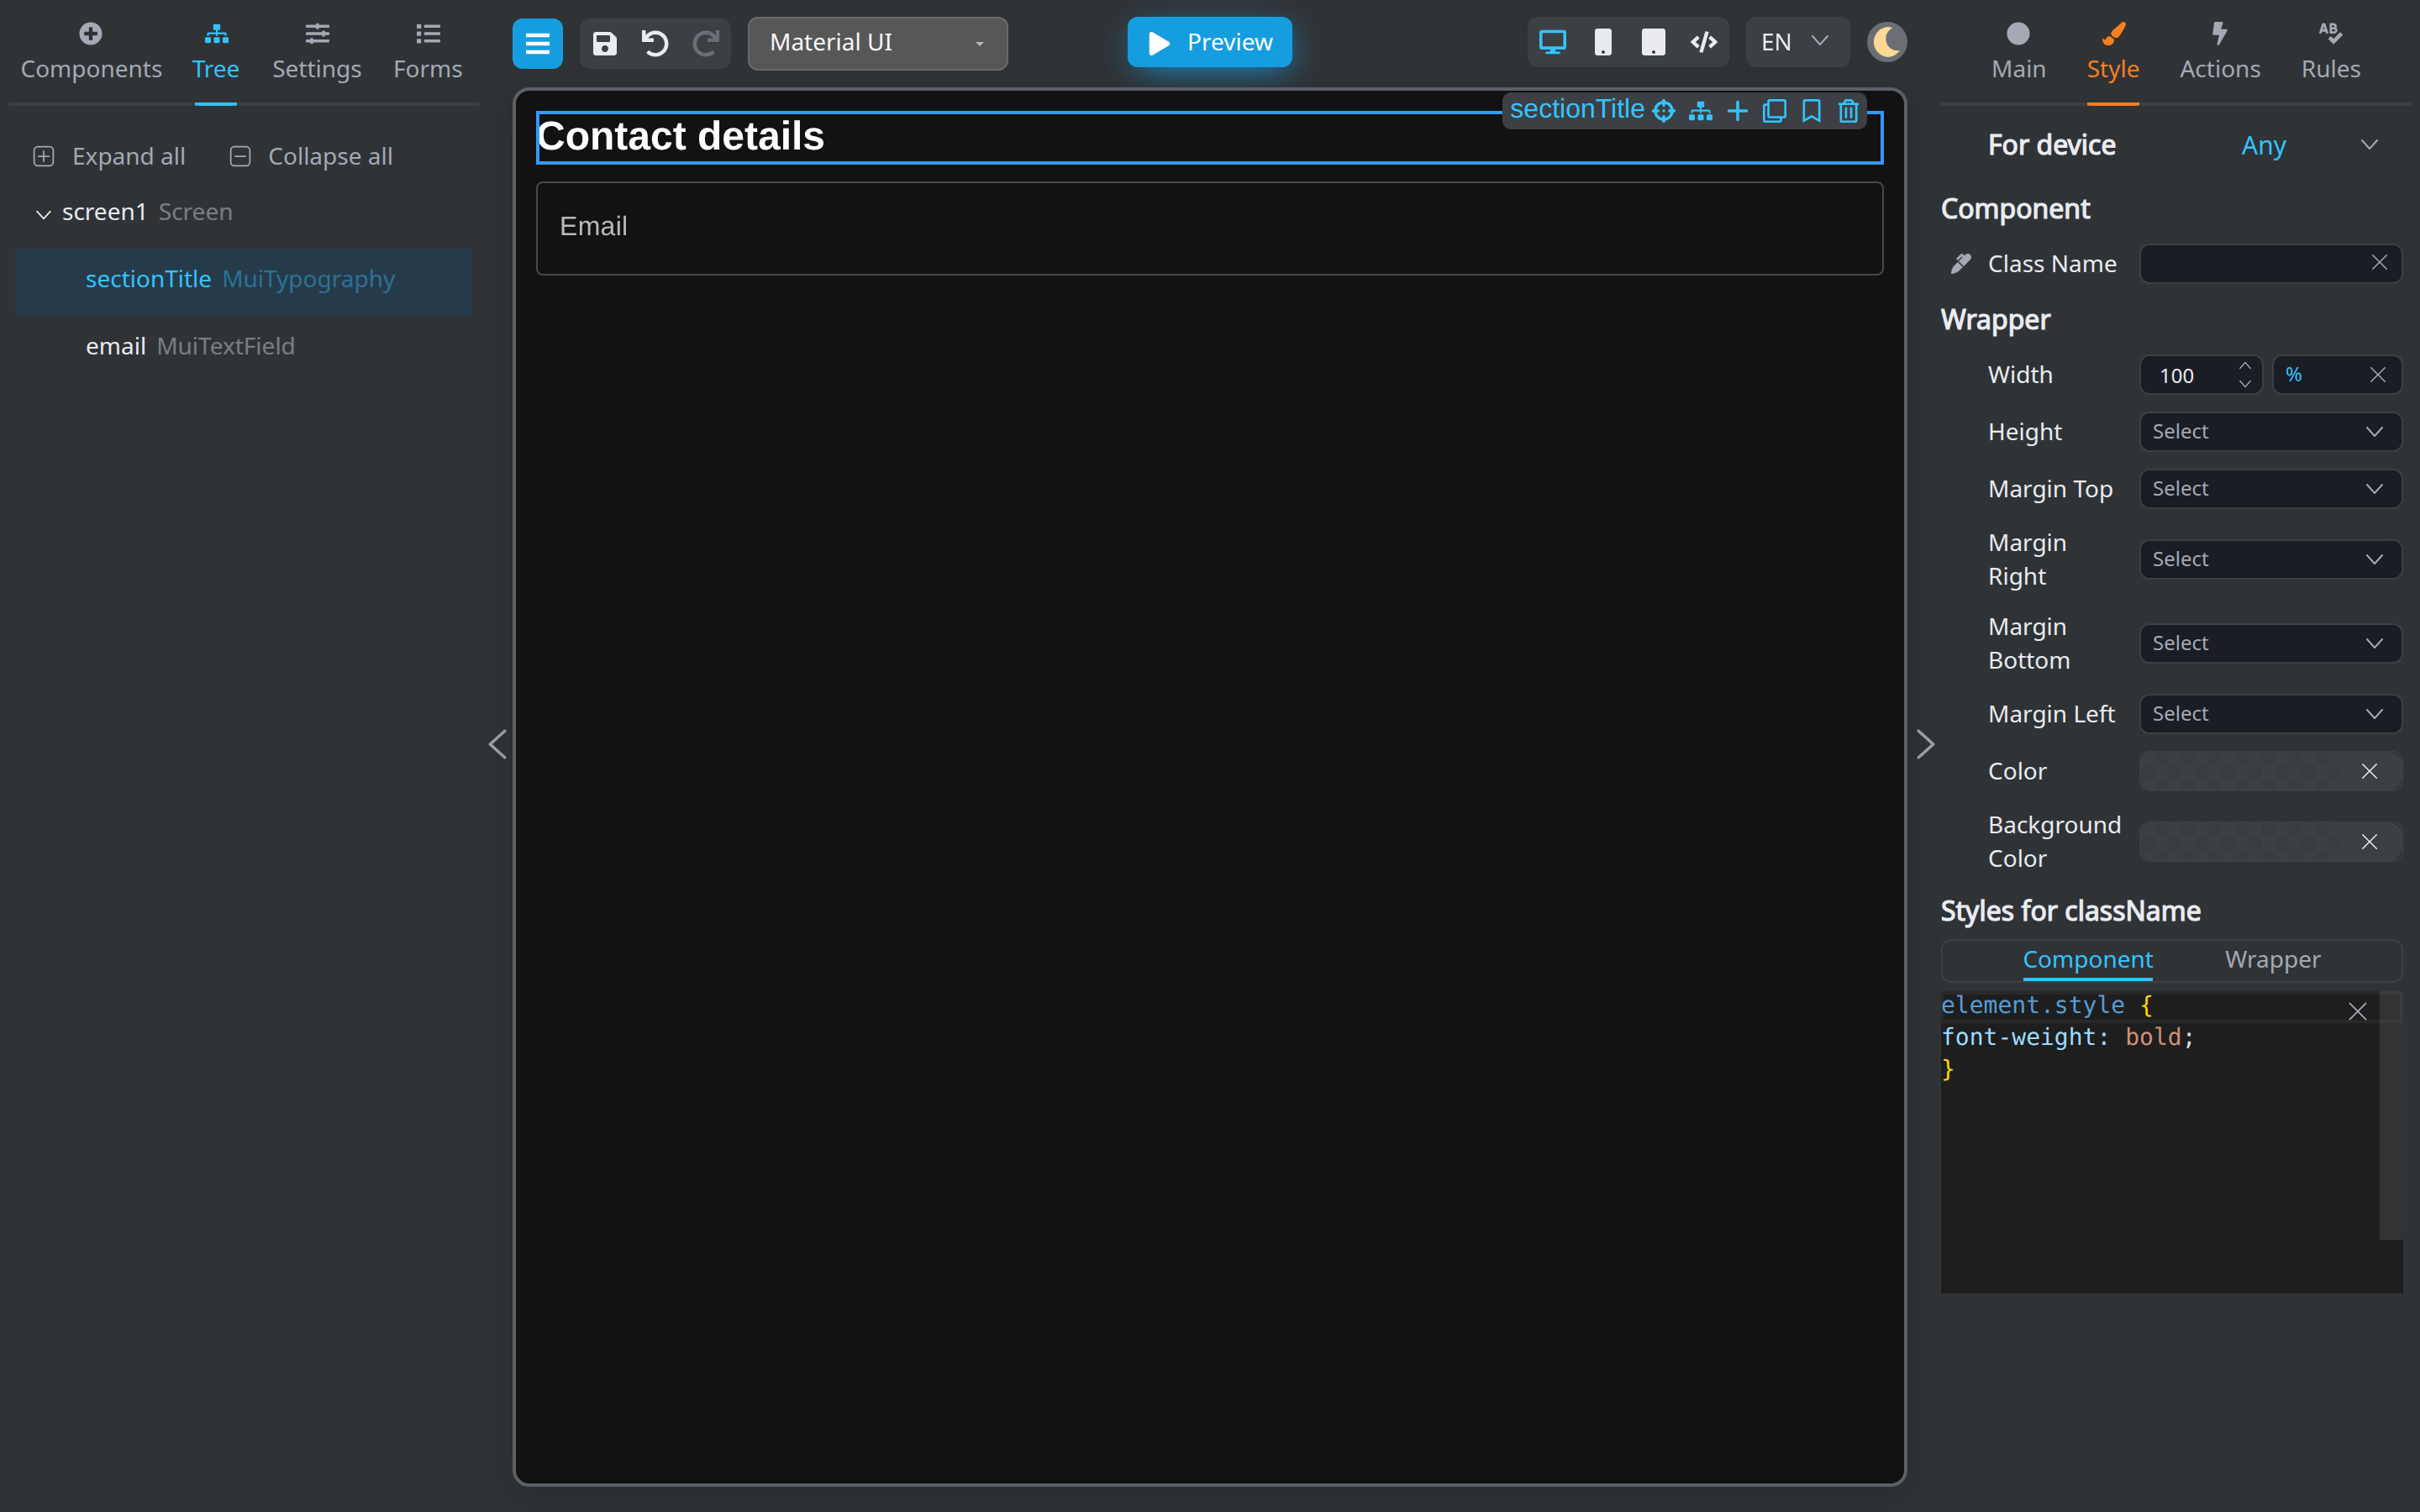 Components Tree Settings Forms
Material UI
Preview
EN
Main Style Actions Rules
Expand all Collapse all
screen1 Screen
sectionTitle MuiTypography
email MuiTextField
sectionTitle
Contact details
Email
For device Any
Component
Class Name
Wrapper
Width 100 %
Height Select
Margin Top Select
Margin
Right Select
Margin
Bottom Select
Margin Left Select
Color
Background
Color
Styles for className
Component Wrapper
element.style {
font-weight: bold;
}